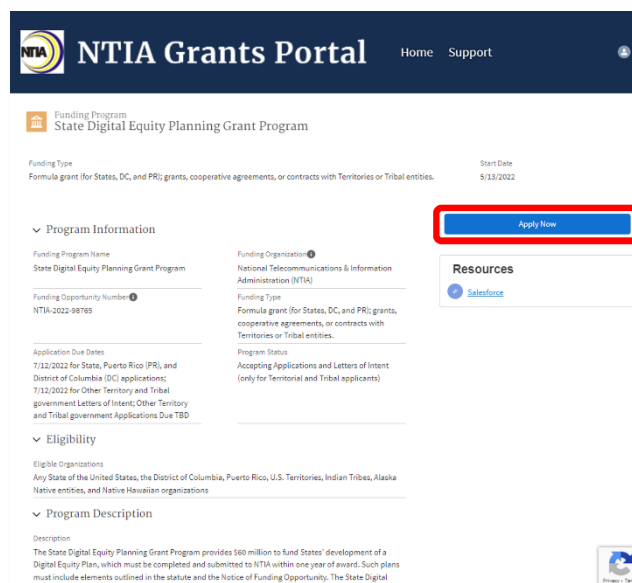 NTIA
NTIA Grants Portal
Home Support
Funding Program
State Digital Equity Planning Grant Program
Funding Type
Start Date
Formula grant (for States, DC, and PR); grants, cooperative agreements, or contracts with Territories or Tribal entities.
5/13/2022
Apply Now
Program Information
Resources
Salesforce
Funding Program Name
Funding Organization
State Digital Equity Planning Grant Program
National Telecommunications & Information
Administration (NTIA)
Funding Opportunity Number
Funding Type
NTIA-2022-98765
Formula grant (for States, DC, and PR); grants,
cooperative agreements, or contracts with
Territories or Tribal entities.
Application Due Dates
Program Status
7/12/2022 for State, Puerto Rico (PR), and
Accepting Applications and Letters of Intent
District of Columbia (DC) applications;
(only for Territorial and Tribal applicants)
7/12/2022 for Other Territory and Tribal
government Letters of Intent; Other Territory
and Tribal government Applications Due TBD
Eligibility
Eligible Organizations
Any State of the United States, the District of Columbia, Puerto Rico, U.S. Territories, Indian Tribes, Alaska
Native entities, and Native Hawaiian organizations
Program Description
Description
The State Digital Equity Planning Grant Program provides $60 million to fund States' development of a
Digital Equity Plan, which must be completed and submitted to NTIA within one year of award. Such plans
must include elements outlined in the statute and the Notice of Funding Opportunity. The State Digital
Privacy